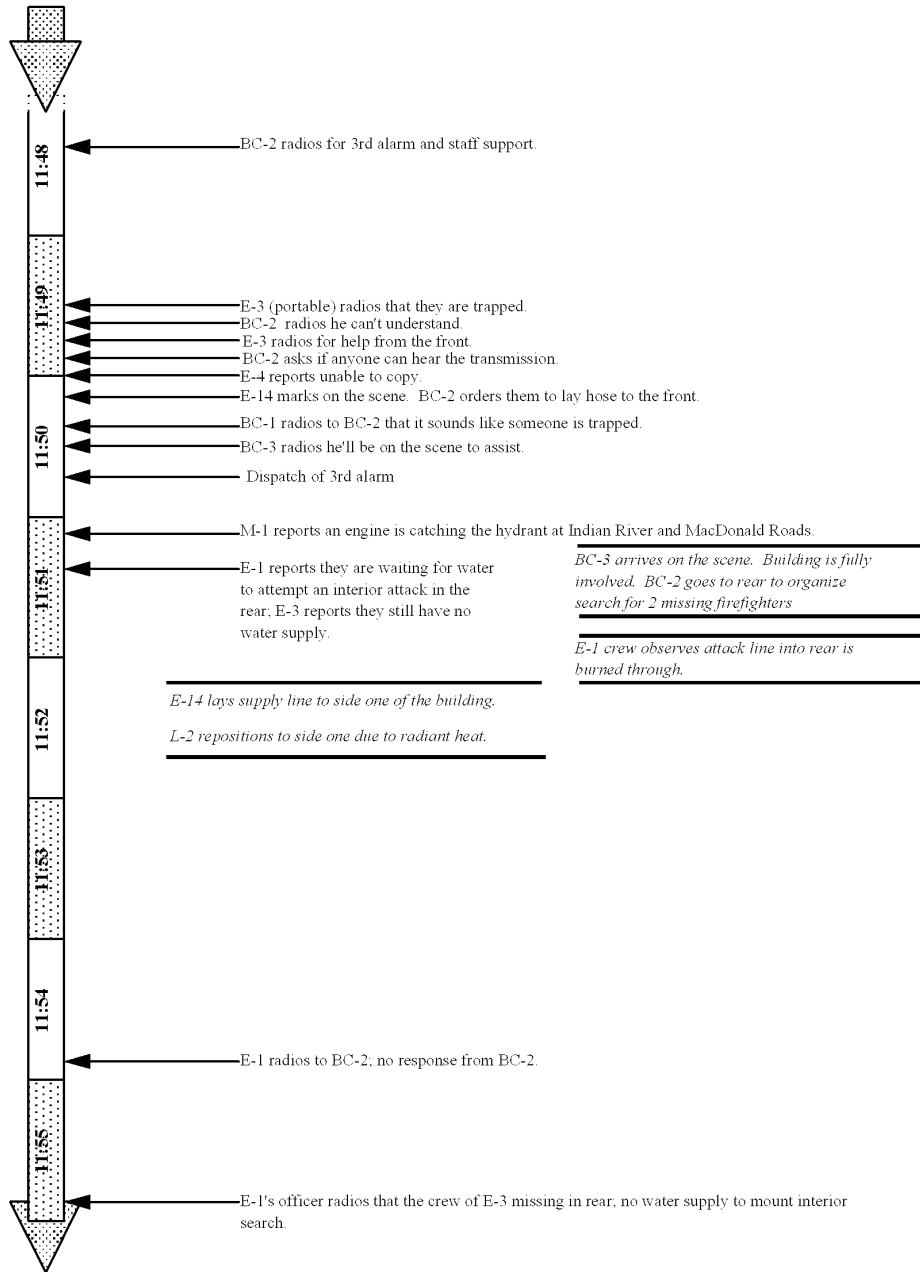 11:48
BC-2 radios for 3rd alarm and staff support.
11:49
E-3 (portable) radios that they are trapped.
BC-2 radios he can't understand.
E-3 radios for help from the front.
BC-2 asks if anyone can hear the transmission.
E-4 reports unable to copy.
11:50
E-14 marks on the scene. BC-2 orders them to lay hose to the front.
BC-1 radios to BC-2 that it sounds like someone is trapped.
BC-3 radios he'll be on the scene to assist.
Dispatch of 3rd alarm
11:51
M-1 reports an engine is catching the hydrant at Indian River and MacDonald Roads.
E-1 reports they are waiting for water
to attempt an interior attack in the
rear; E-3 reports they still have no
water supply.
BC-3 arrives on the scene. Building is fully
involved. BC-2 goes to rear to organize
search for 2 missing firefighters
E-1 crew observes attack line into rear is
burned through.
11:52
E-14 lays supply line to side one of the building.
L-2 repositions to side one due to radiant heat.
11:53
11:54
E-1 radios to BC-2; no response from BC-2.
11:55
E-1's officer radios that the crew of E-3 missing in rear; no water supply to mount interior
search.